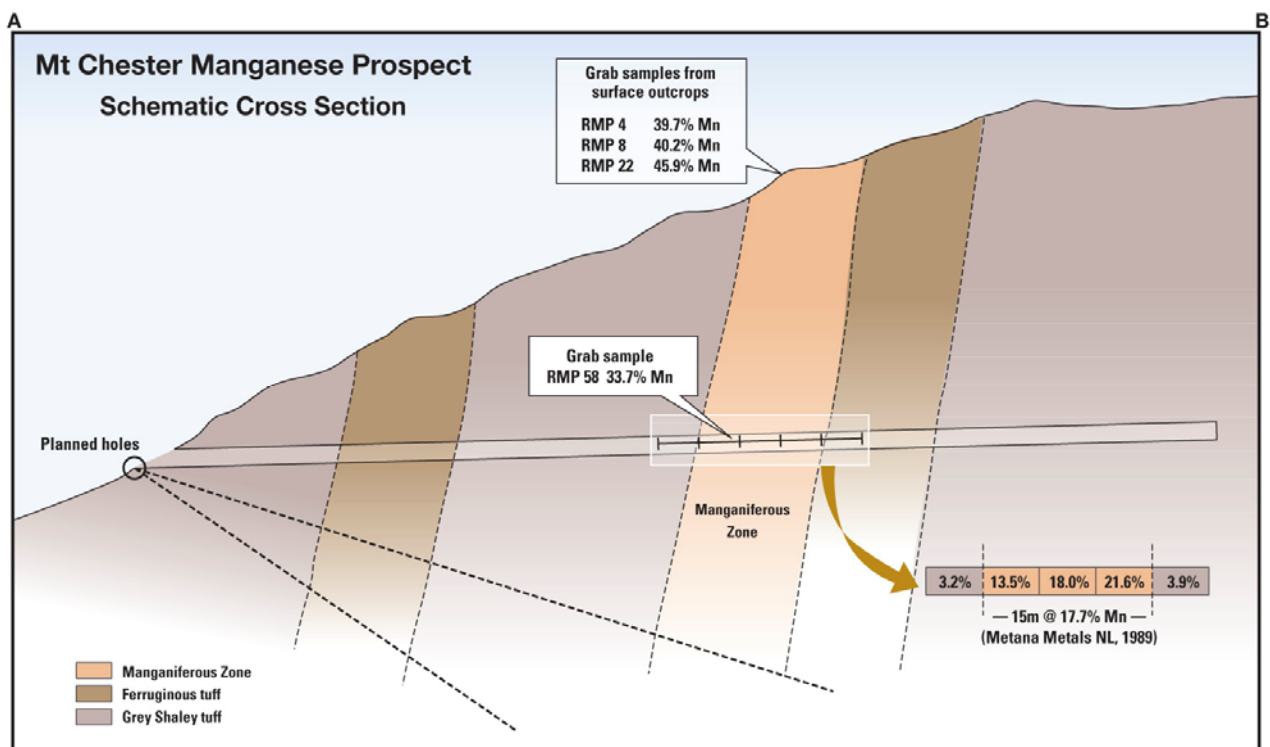 A
B
Mt Chester Manganese Prospect
Schematic Cross Section
Grab samples from
surface outcrops
RMP 4 39.7% Mn
RMP 8 40.2% Mn
RMP 22 45.9% Mn
Grab sample
RMP 58 33.7% Mn
Planned holes
Manganiferous
Zone
3.2% 13.5% 18.0% 21.6% 3.9%
— 15m @ 17.7% Mn —
(Metana Metals NL, 1989)
Manganiferous Zone
Ferruginous tuff
Grey Shaley tuff